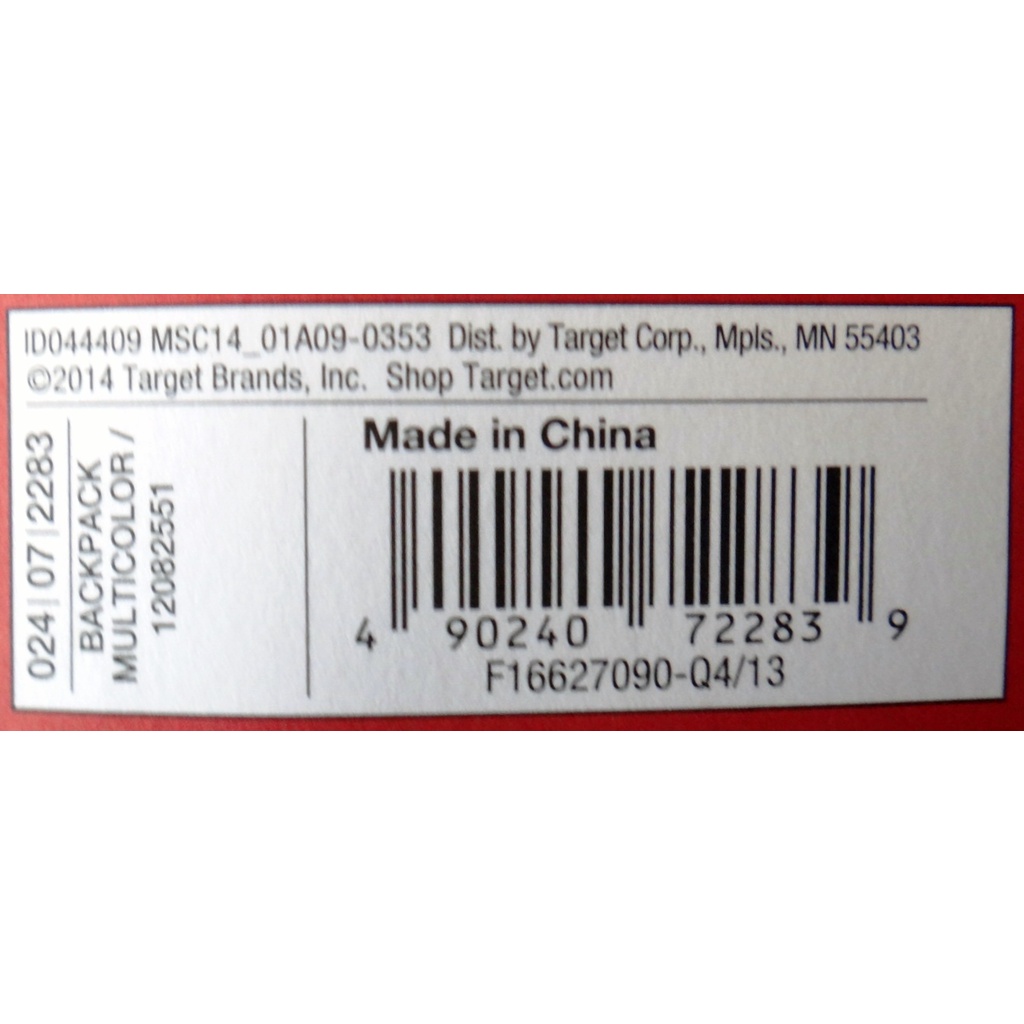 ID044409 MSC14_01A09-0353 Dist. by Target Corp., Mpls., MN 55403
©2014 Target Brands, Inc. Shop Target.com
024|07|2283
BACKPACK
MULTICOLOR /
12082551
Made in China
4 90240 72283 9
F16627090-Q4/13